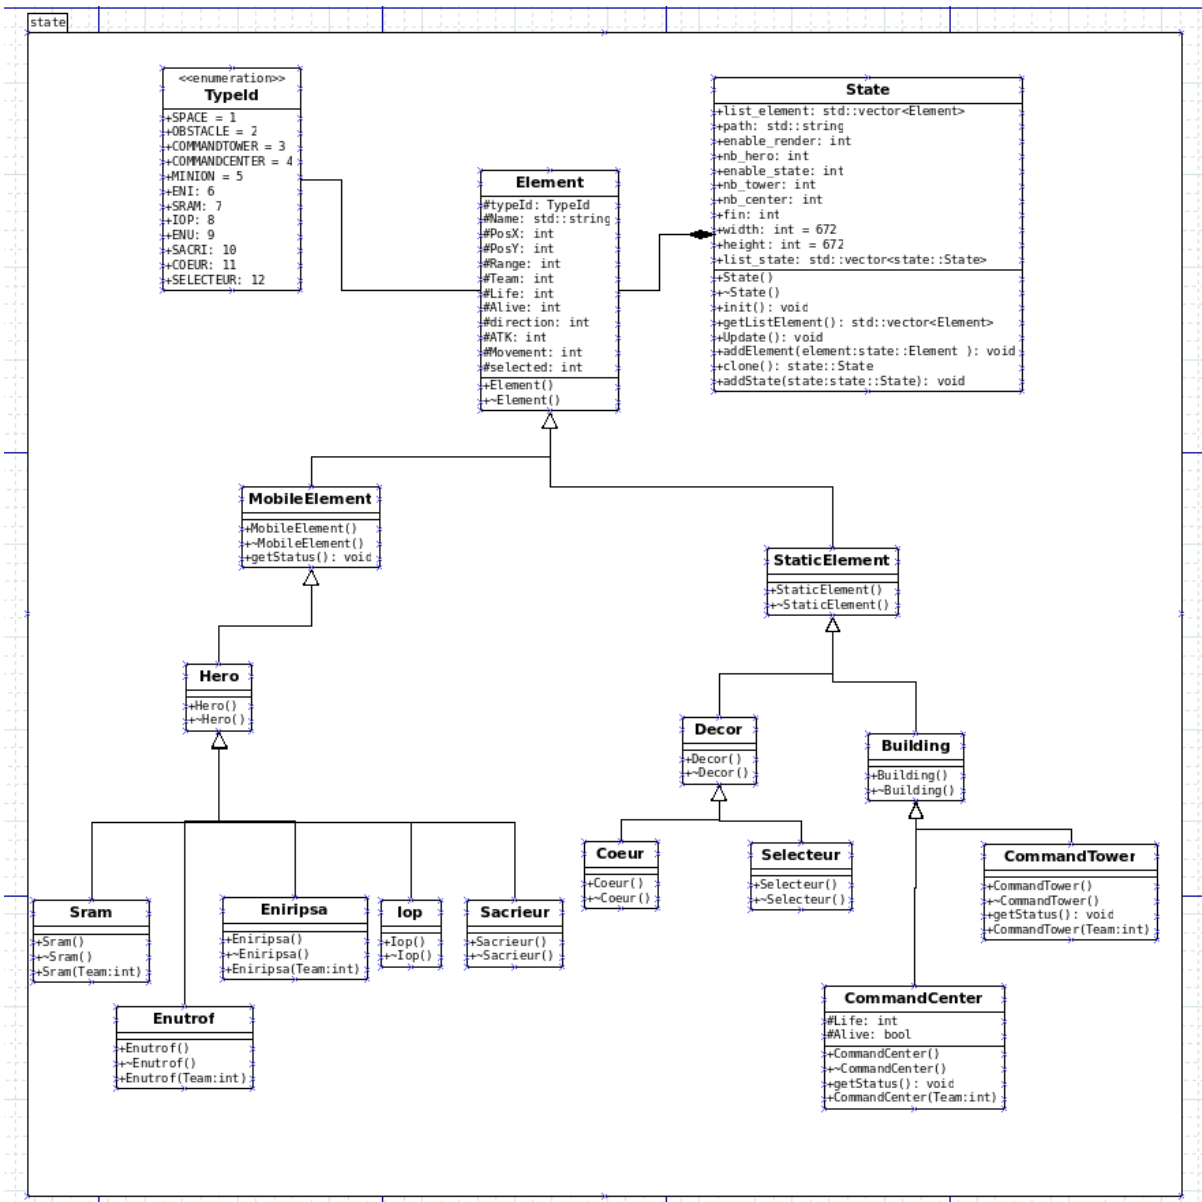 state
<<enumeration>>
TypeId
+SPACE = 1
+OBSTACLE = 2
+COMMANDTOWER = 3
+COMMANDCENTER = 4
+MINION = 5
+ENI: 6
+SRAM: 7
+IOP: 8
+ENU: 9
+SACRI: 10
+COEUR: 11
+SELECTEUR: 12
Element
#typeId: TypeId
#Name: std::string
#PosX: int
#PosY: int
#Range: int
#Team: int
#Life: int
#Alive: int
#direction: int
#ATK: int
#Movement: int
#selected: int
+Element()
+~Element()
State
+list_element: std::vector<Element>
+path: std::string
+enable_render: int
+nb_hero: int
+enable_state: int
+nb_tower: int
+nb_center: int
+fin: int
+width: int = 672
+height: int = 672
+list_state: std::vector<state::State>
+State()
+~State()
+init(): void
+getListElement(): std::vector<Element>
+Update(): void
+addElement(element:state::Element ): void
+clone(): state::State
+addState(state:state::State): void
MobileElement
+MobileElement()
+~MobileElement()
+getStatus(): void
StaticElement
+StaticElement()
+~StaticElement()
Hero
+Hero()
+~Hero()
Decor
+Decor()
+~Decor()
Building
+Building()
+~Building()
Coeur
+Coeur()
+~Coeur()
Selecteur
+Selecteur()
+~Selecteur()
CommandTower
+CommandTower()
+~CommandTower()
+getStatus(): void
+CommandTower(Team:int)
Sram
+Sram()
+~Sram()
+Sram(Team:int)
Eniripsa
+Eniripsa()
+~Eniripsa()
+Eniripsa(Team:int)
Iop
+Iop()
+~Iop()
Sacrieur
+Sacrieur()
+~Sacrieur()
Enutrof
+Enutrof()
+~Enutrof()
+Enutrof(Team:int)
CommandCenter
#Life: int
#Alive: bool
+CommandCenter()
+~CommandCenter()
+getStatus(): void
+CommandCenter(Team:int)